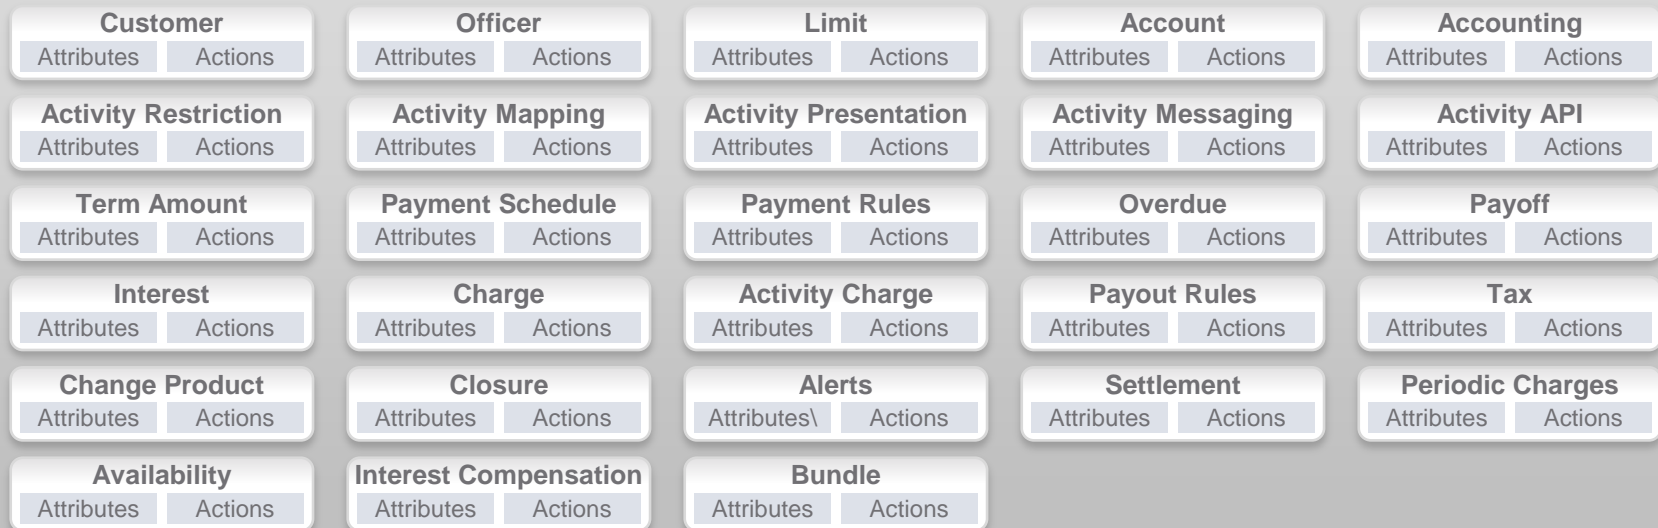 Customer Officer Limit Account Accounting
Attributes Actions Attributes Actions Attributes Actions Attributes Actions Attributes Actions
Activity Restriction Activity Mapping Activity Presentation Activity Messaging Activity API
Attributes Actions Attributes Actions Attributes Actions Attributes Actions Attributes Actions
Term Amount Payment Schedule Payment Rules Overdue Payoff
Attributes Actions Attributes Actions Attributes Actions Attributes Actions Attributes Actions
Interest Charge Activity Charge Payout Rules Tax
Attributes Actions Attributes Actions Attributes Actions Attributes Actions Attributes Actions
Change Product Closure Alerts Settlement Periodic Charges
Attributes Actions Attributes Actions Attributes\ Actions Attributes Actions Attributes Actions
Availability Interest Compensation Bundle
Attributes Actions Attributes Actions Attributes Actions